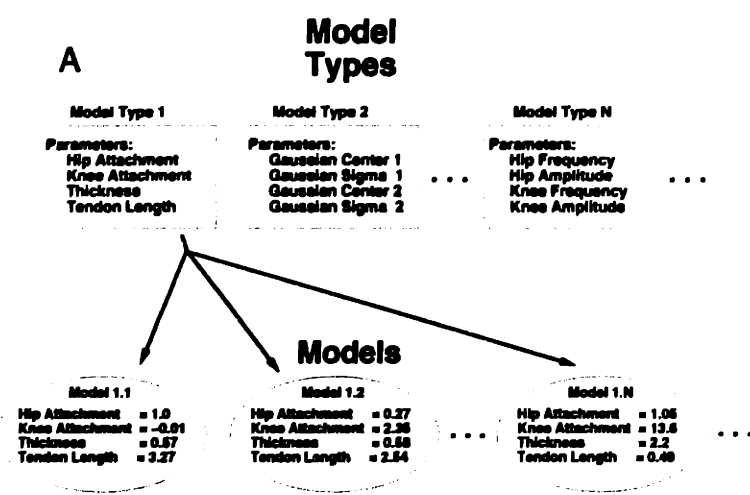 A
Model
Types
Model Type 1
Parameters:
Hip Attachment
Knee Attachment
Thickness
Tendon Length
Model Type 2
Parameters:
Gaussian Center 1
Gaussian Sigma 1
Gaussian Center 2
Gaussian Sigma 2
. . .
Model Type N
Parameters:
Hip Frequency
Hip Amplitude
Knee Frequency
Knee Amplitude
. . .
Models
Model 1.1
Hip Attachment = 1.0
Knee Attachment = -0.01
Thickness = 0.57
Tendon Length = 3.27
Model 1.2
Hip Attachment = 0.27
Knee Attachment = 2.35
Thickness = 0.58
Tendon Length = 2.54
. . .
Model 1.N
Hip Attachment = 1.05
Knee Attachment = 13.6
Thickness = 2.2
Tendon Length = 0.49
. . .